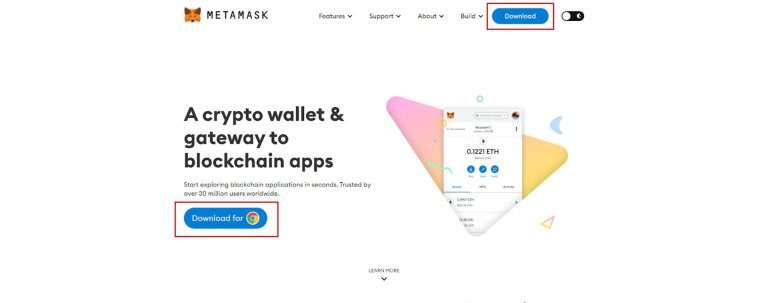 METAMASK
Features
Support
About
Build
Download
A crypto wallet &
gateway to
blockchain apps
Start exploring blockchain applications in seconds. Trusted by
over 30 million users worldwide.
Download for
0.1221 ETH
LEARN MORE